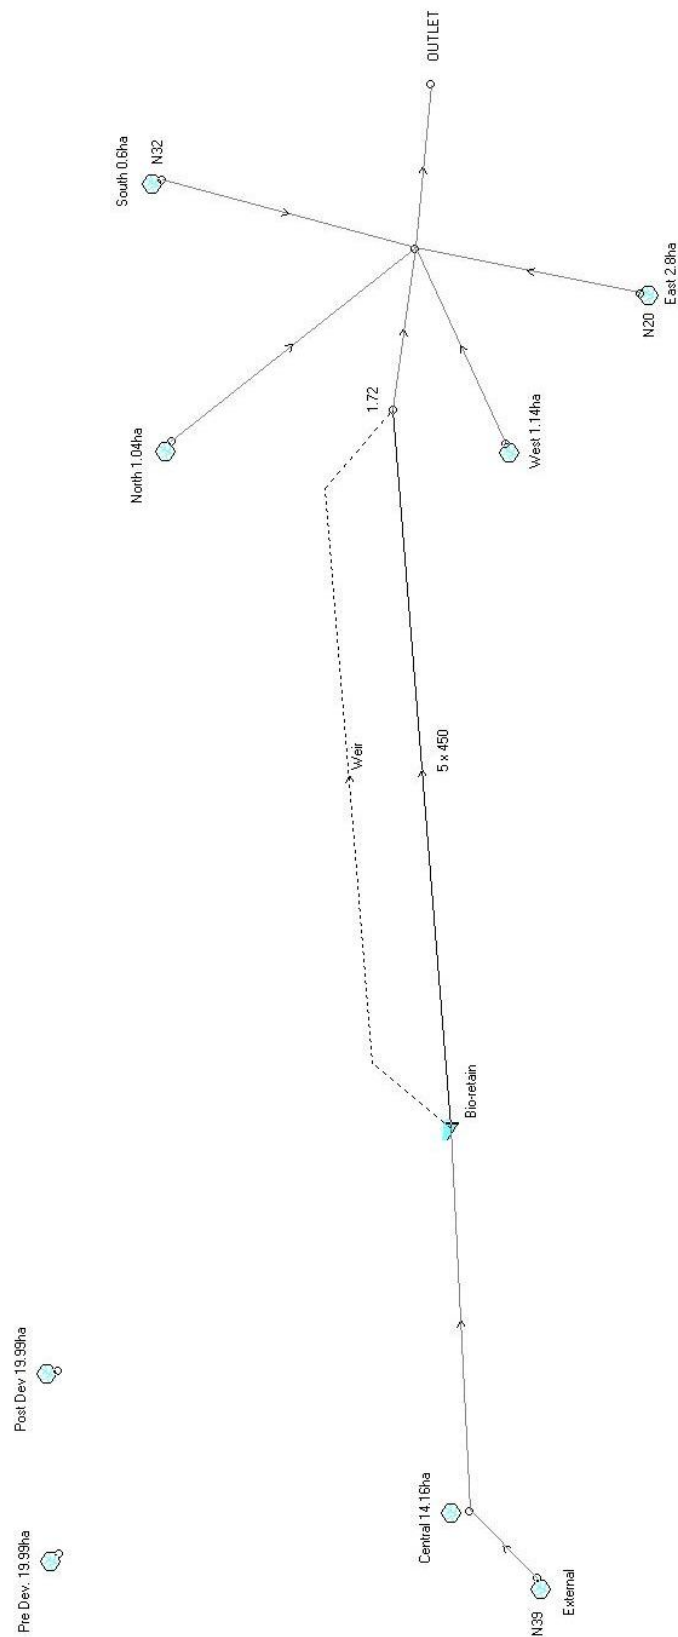 Pre Dev. 19.99ha
Post Dev 19.99ha
N39
External
Central 14.16ha
Bio-retain
Weir
5 x 450
North 1.04ha
1.72
West 1.14ha
South 0.6ha
N32
N20
East 2.8ha
OUTLET